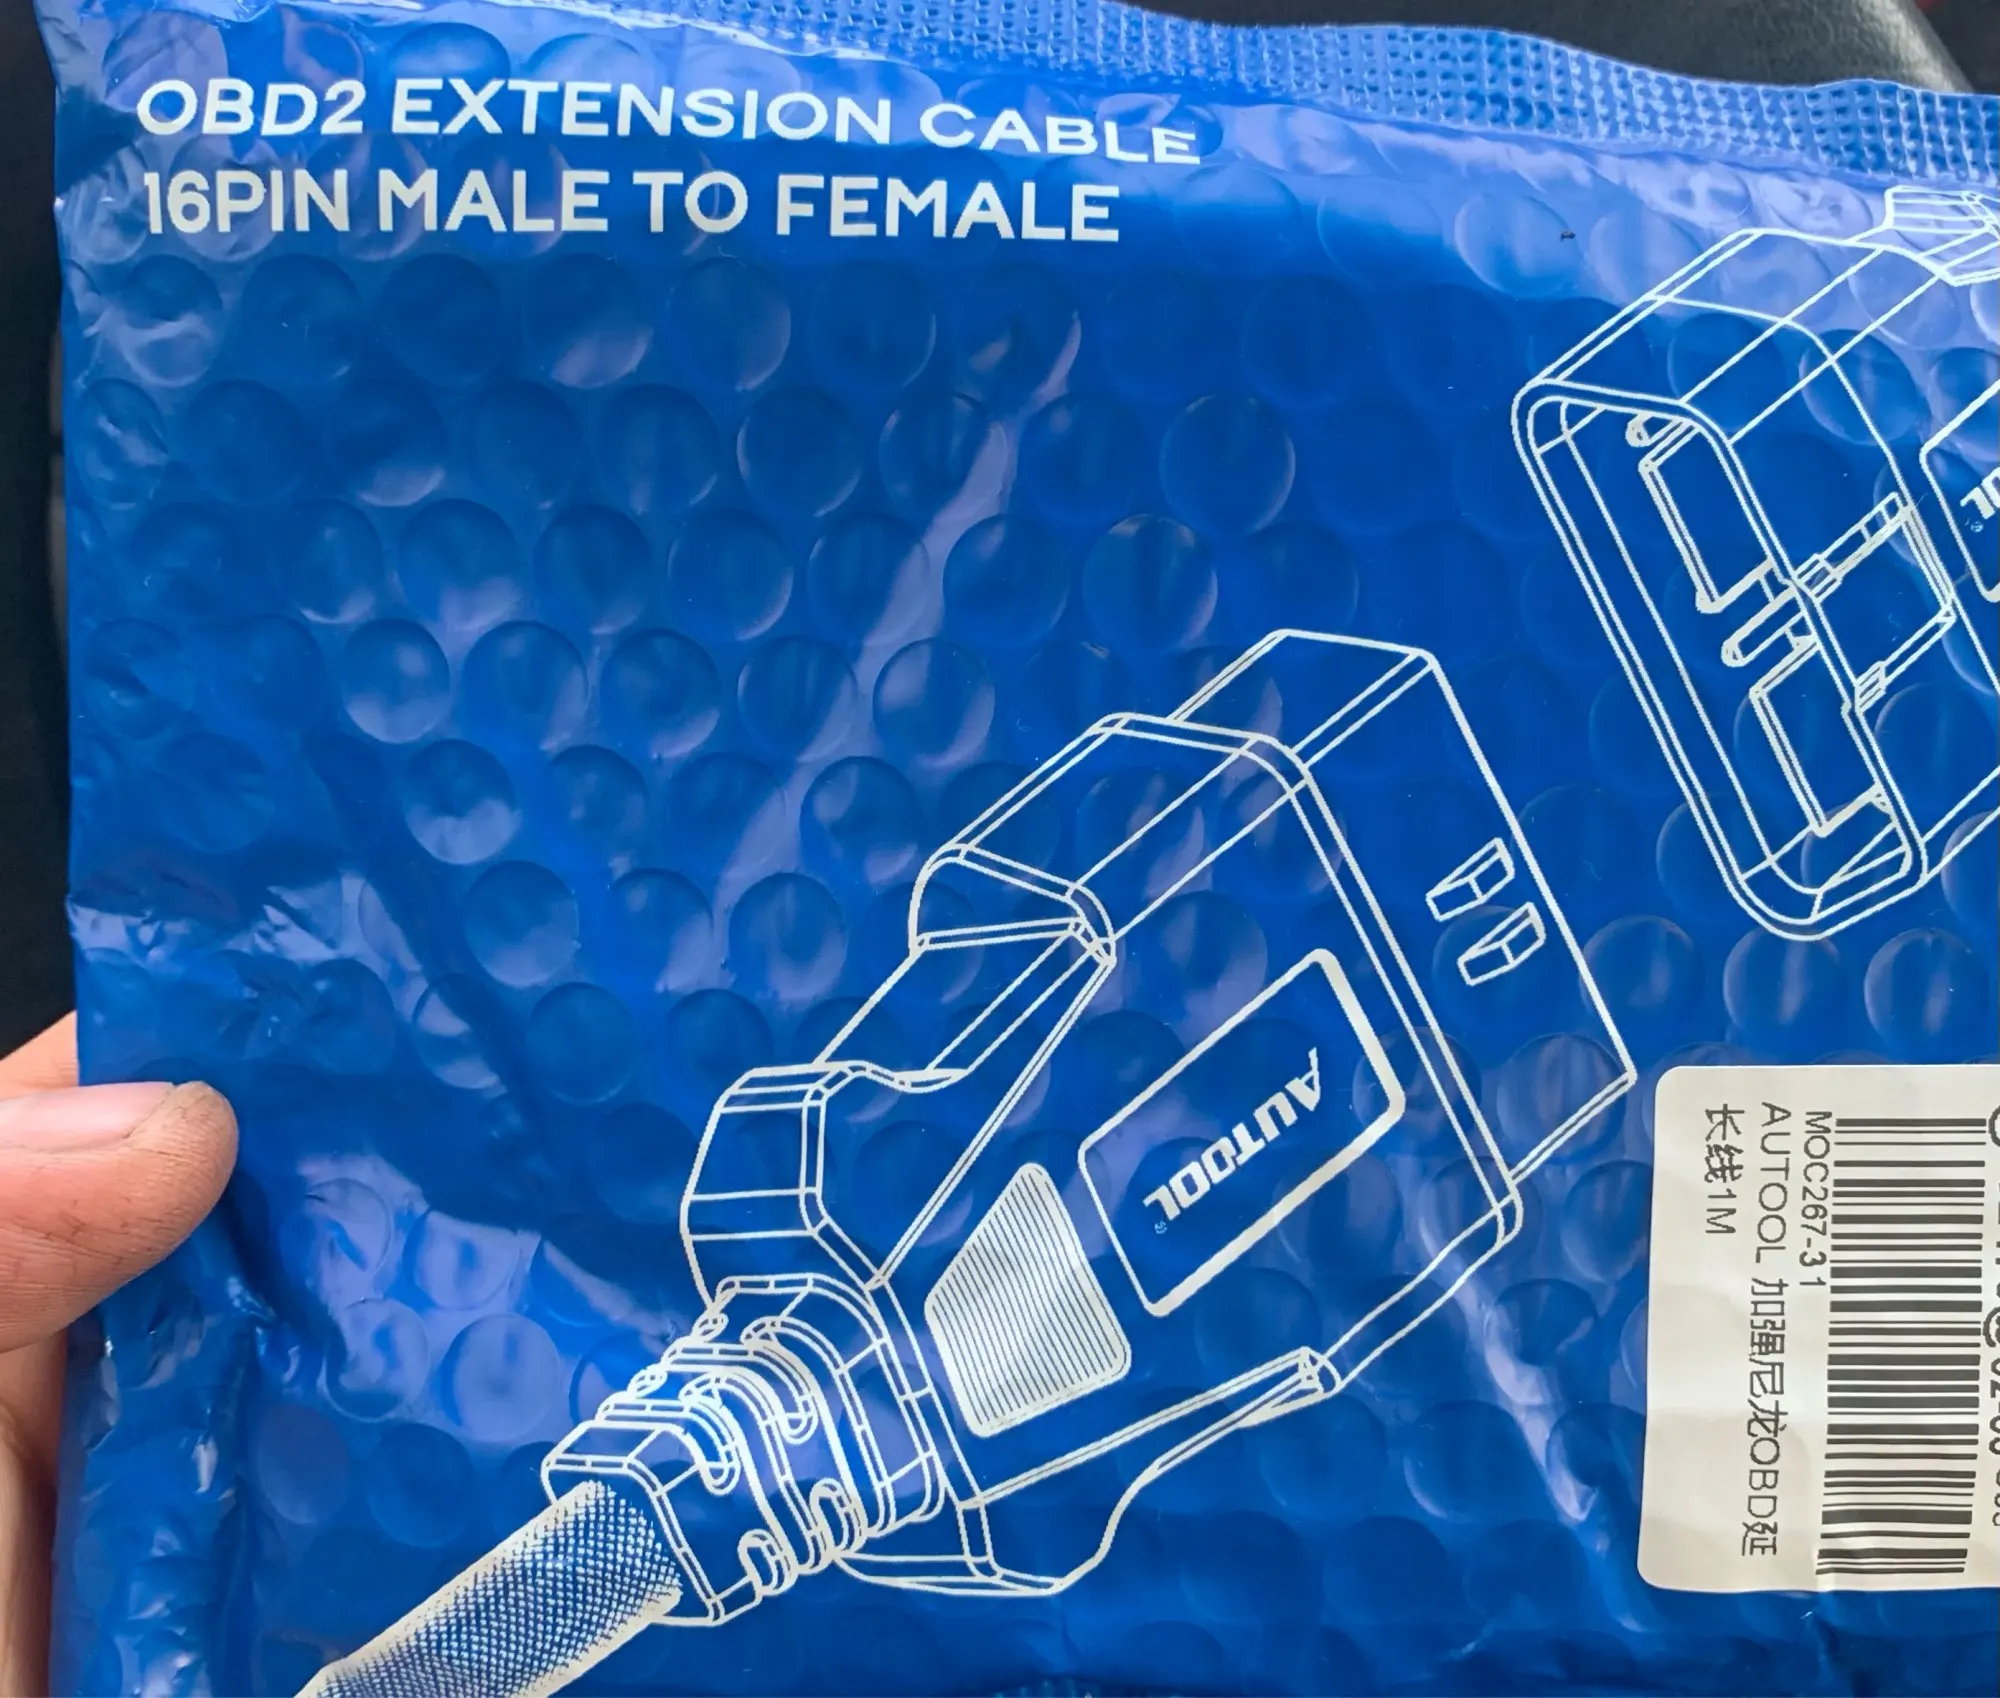 OBD2 EXTENSION CABLE
16PIN MALE TO FEMALE
AUTOOL
MOC267-31
AUTOOL 加强尼龙OBD延
长线1M